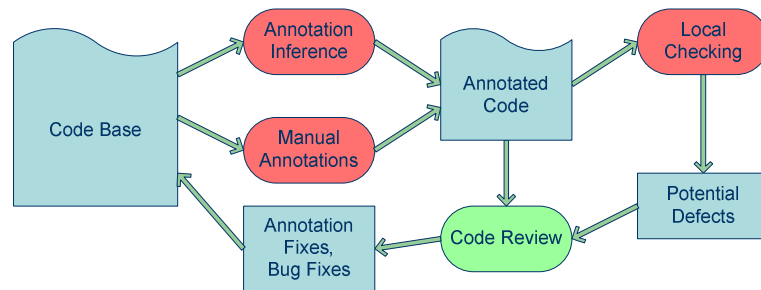 Code Base
Annotation
Inference
Manual
Annotations
Annotated
Code
Local
Checking
Potential
Defects
Code Review
Annotation
Fixes,
Bug Fixes